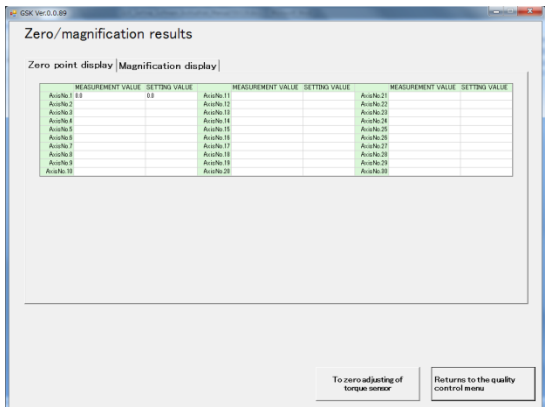 GSK Ver.0.0.89
Zero/magnification results
Zero point display Magnification display
MEASUREMENT VALUE SETTING VALUE MEASUREMENT VALUE SETTING VALUE MEASUREMENT VALUE SETTING VALUE
AxisNo.1 0.0 0.0 AxisNo.11 AxisNo.21
AxisNo.2 AxisNo.12 AxisNo.22
AxisNo.3 AxisNo.13 AxisNo.23
AxisNo.4 AxisNo.14 AxisNo.24
AxisNo.5 AxisNo.15 AxisNo.25
AxisNo.6 AxisNo.16 AxisNo.26
AxisNo.7 AxisNo.17 AxisNo.27
AxisNo.8 AxisNo.18 AxisNo.28
AxisNo.9 AxisNo.19 AxisNo.29
AxisNo.10 AxisNo.20 AxisNo.30
To zero adjusting of
torque sensor
Returns to the quality
control menu